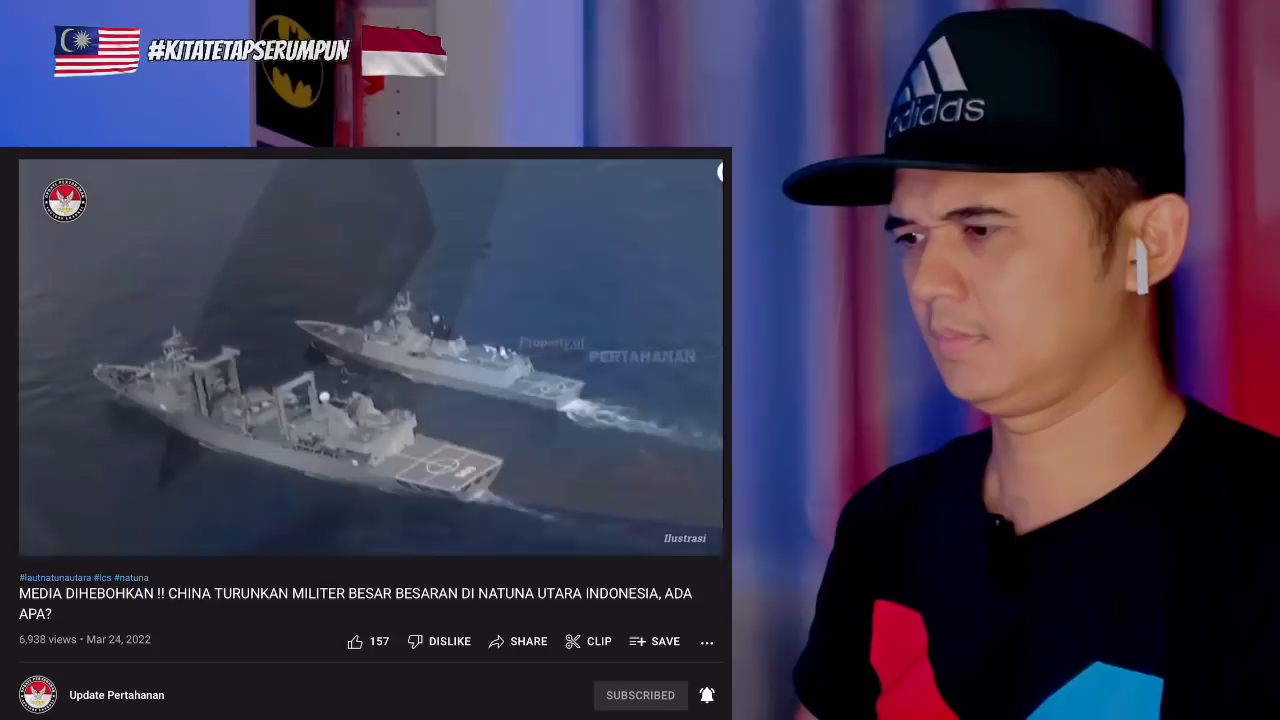 #KITATETAPSERUMPUN
adidas
Property of
PERTAHANAN
Ilustrasi
#lautnatunautara #lcs #natuna
MEDIA DIHEBOHKAN !! CHINA TURUNKAN MILITER BESAR BESARAN DI NATUNA UTARA INDONESIA, ADA
APA?
6,938 views • Mar 24, 2022
157
DISLIKE
SHARE
CLIP
SAVE
Update Pertahanan
SUBSCRIBED